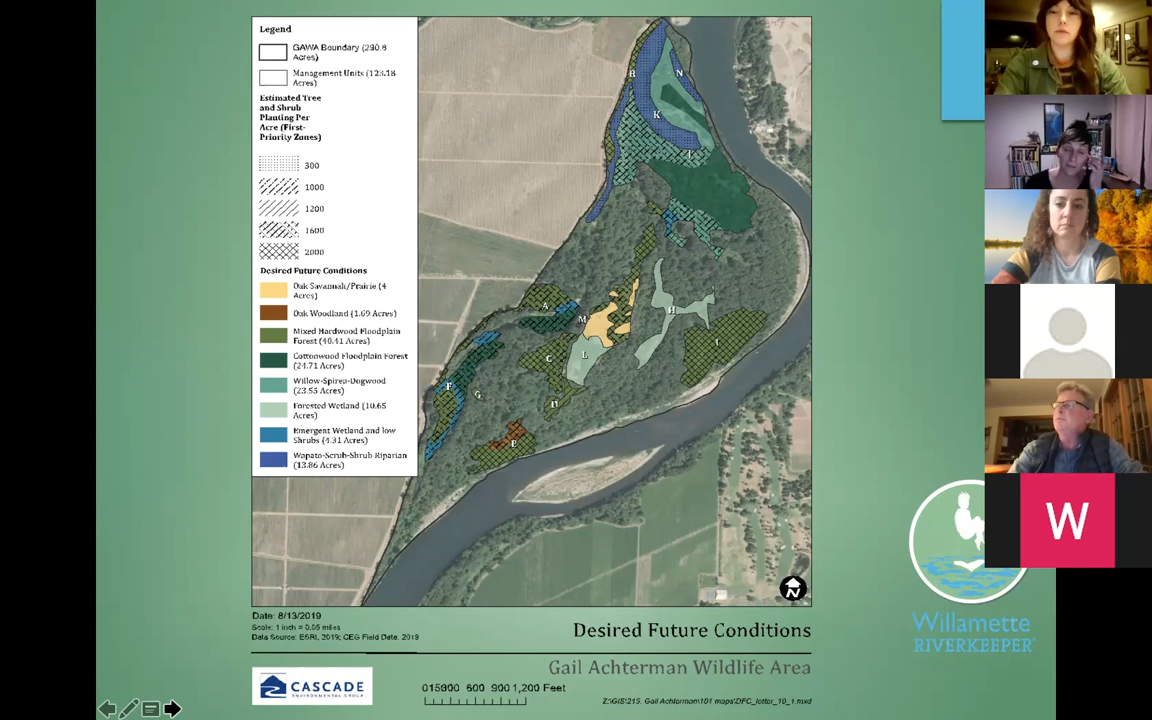 Legend
GAWA Boundary (290.8
Acres)
Management Units (123.18
Acres)
Estimated Tree
and Shrub
Planting Per
Acre (First-
Priority Zones)
300
1000
1200
1600
2000
Desired Future Conditions
Oak Savannah/Prairie (4
Acres)
Oak Woodland (1.69 Acres)
Mixed Hardwood Floodplain
Forest (40.41 Acres)
Cottonwood Floodplain Forest
(24.71 Acres)
Willow-Spirea-Dogwood
(23.55 Acres)
Forested Wetland (10.65
Acres)
Emergent Wetland and low
Shrubs (4.31 Acres)
Wapato-Scrub-Shrub Riparian
(13.86 Acres)
N
K
A
M
H
L
C
I
F
G
D
E
N
W
Date: 8/13/2019
Scale: 1 inch = 0.05 miles
Data Source: ESRI, 2019; CEG Field Data, 2019
Desired Future Conditions
Gail Achterman Wildlife Area
CASCADE
ENVIRONMENTAL GROUP
600 900 1,200 Feet
Willamette
RIVERKEEPER